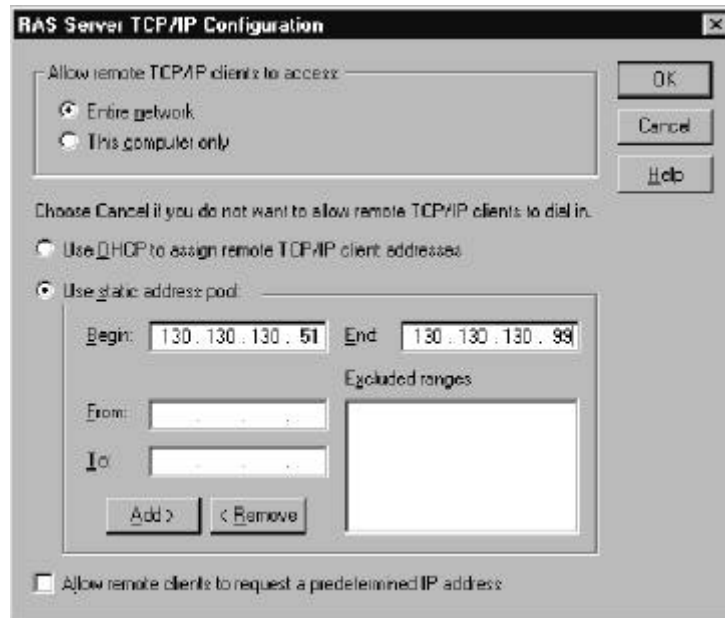 RAS Server TCP/IP Configuration
Allow remote TCP/IP clients to access:
Entire network
This computer only
OK
Cancel
Help
Choose Cancel if you do not want to allow remote TCP/IP clients to dial in.
Use DHCP to assign remote TCP/IP client addresses
Use static address pool:
Begin: 130 . 130 . 130 . 51 End: 130 . 130 . 130 . 99
Excluded ranges
From: . . .
To: . . .
Add > < Remove
Allow remote clients to request a predetermined IP address